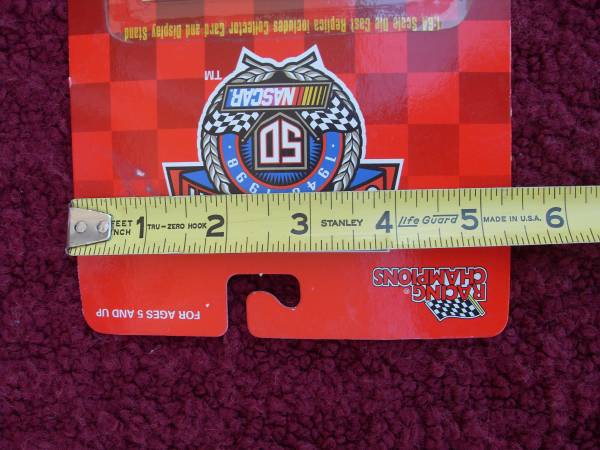 1:64 Scale Die Cast Replica includes Collector Card and Display Stand
TM
NASCAR
50
1948 1998
FEET INCH 1 TRU-ZERO HOOK 2 3 STANLEY 4 Life Guard 5 MADE IN U.S.A. 6
RACING
CHAMPIONS®
FOR AGES 5 AND UP